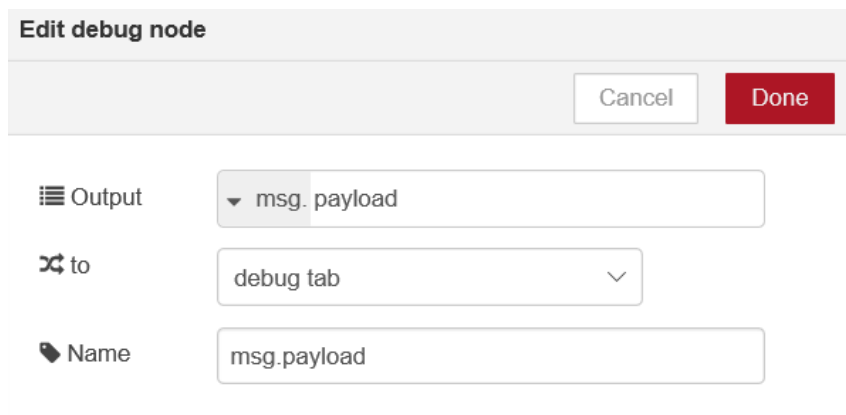 Edit debug node
Cancel Done
Output msg. payload
to debug tab
Name msg.payload